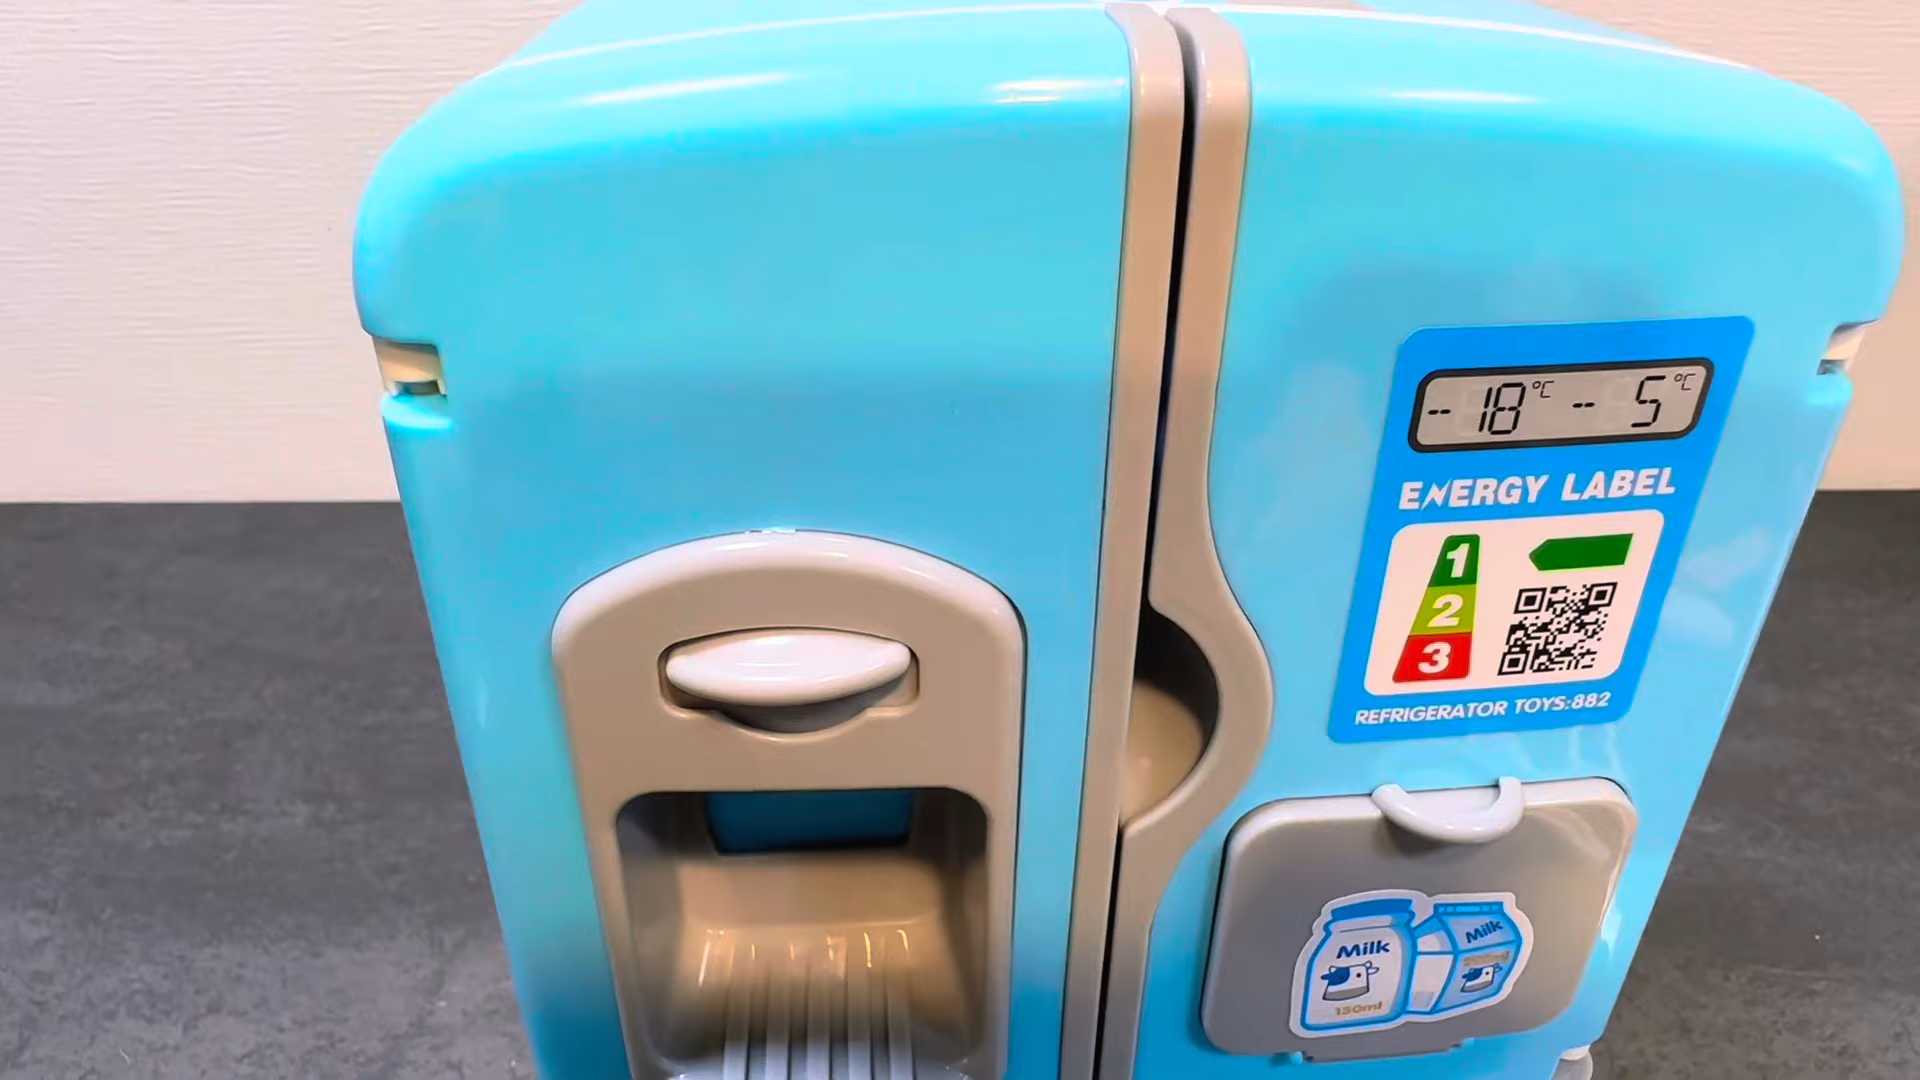 -- 18 °C -- 5 °C
ENERGY LABEL
1
2
3
REFRIGERATOR TOYS:882
Milk
150ml
Milk